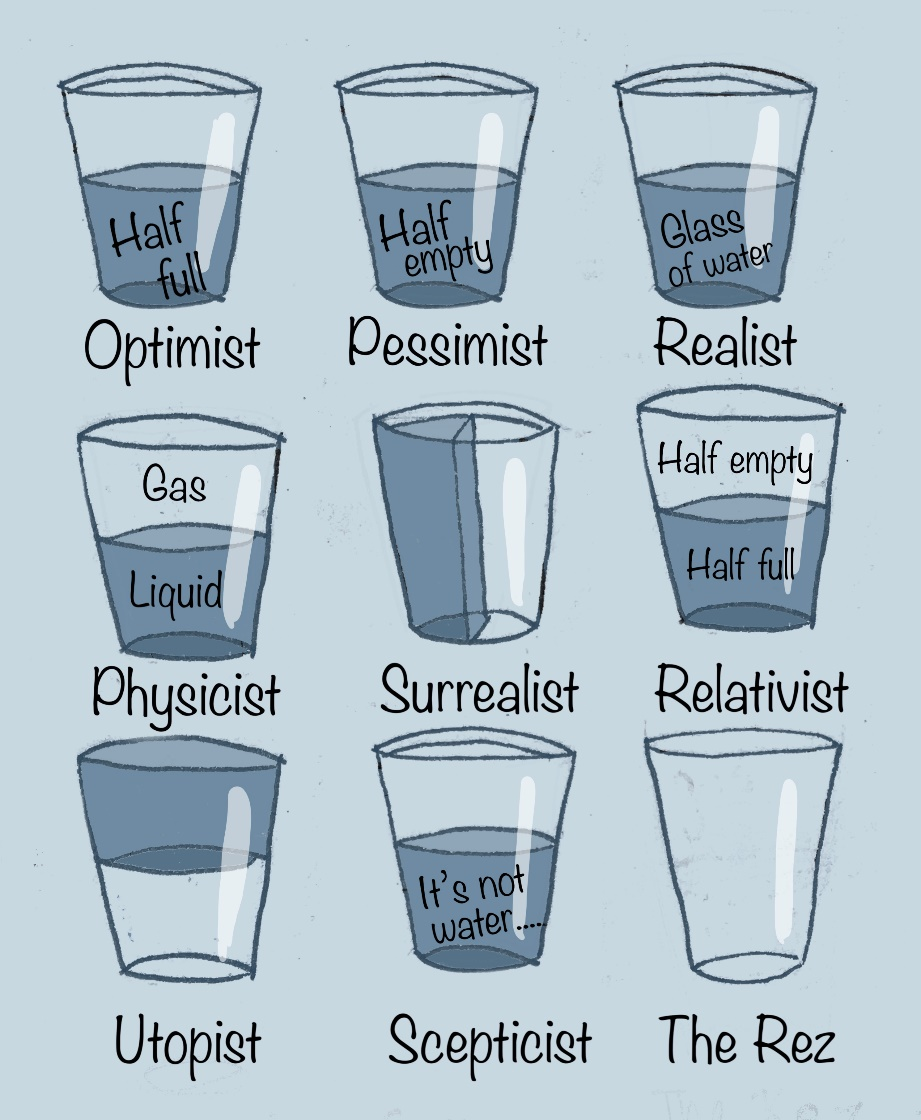 Half
full
Optimist
Half
empty
Pessimist
Glass
of water
Realist
Gas
Liquid
Physicist
Surrealist
Half empty
Half full
Relativist
Utopist
It's not
water.....
Scepticist
The Rez